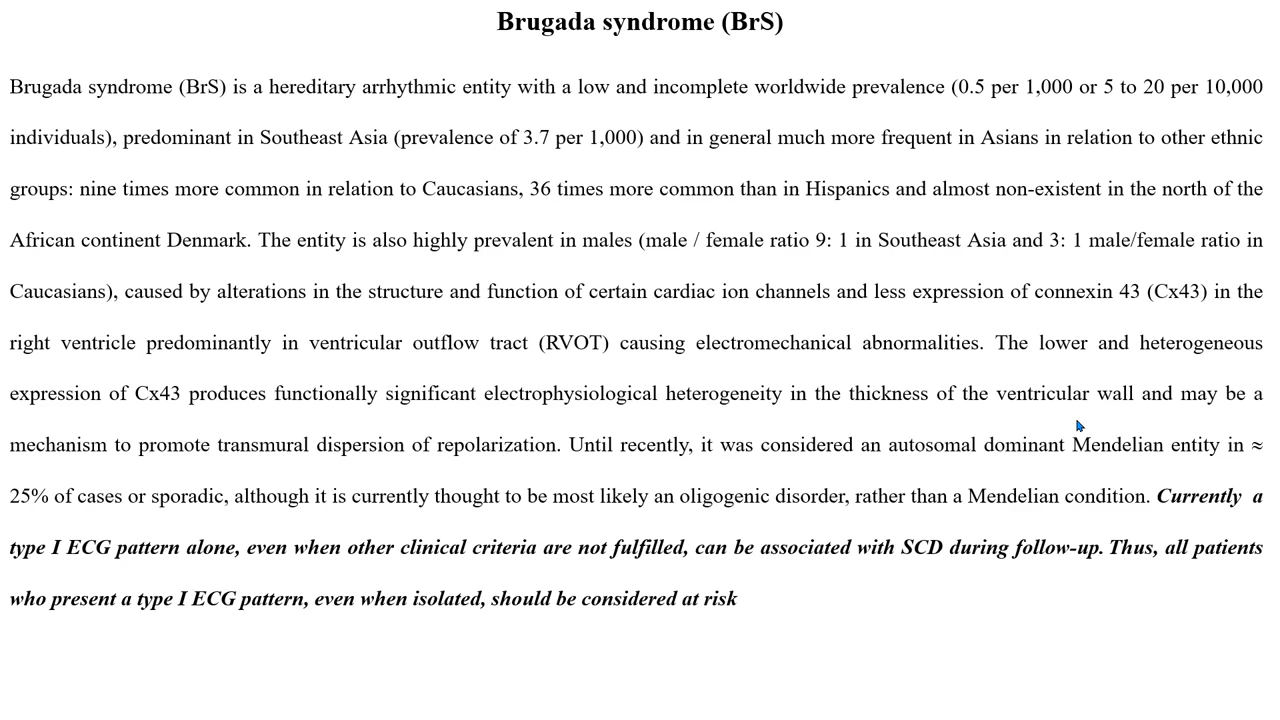 Brugada syndrome (BrS)
Brugada syndrome (BrS) is a hereditary arrhythmic entity with a low and incomplete worldwide prevalence (0.5 per 1,000 or 5 to 20 per 10,000
individuals), predominant in Southeast Asia (prevalence of 3.7 per 1,000) and in general much more frequent in Asians in relation to other ethnic
groups: nine times more common in relation to Caucasians, 36 times more common than in Hispanics and almost non-existent in the north of the
African continent Denmark. The entity is also highly prevalent in males (male / female ratio 9: 1 in Southeast Asia and 3: 1 male/female ratio in
Caucasians), caused by alterations in the structure and function of certain cardiac ion channels and less expression of connexin 43 (Cx43) in the
right ventricle predominantly in ventricular outflow tract (RVOT) causing electromechanical abnormalities. The lower and heterogeneous
expression of Cx43 produces functionally significant electrophysiological heterogeneity in the thickness of the ventricular wall and may be a
mechanism to promote transmural dispersion of repolarization. Until recently, it was considered an autosomal dominant Mendelian entity in ≈
25% of cases or sporadic, although it is currently thought to be most likely an oligogenic disorder, rather than a Mendelian condition. Currently a
type I ECG pattern alone, even when other clinical criteria are not fulfilled, can be associated with SCD during follow-up. Thus, all patients
who present a type I ECG pattern, even when isolated, should be considered at risk